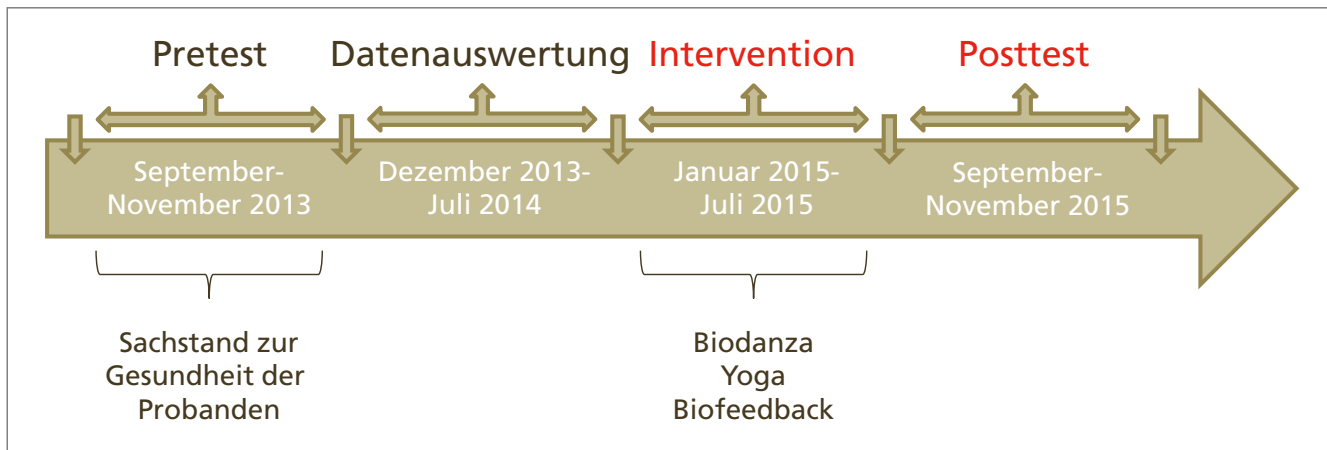 Pretest
Datenauswertung
Intervention
Posttest
September-
November 2013
Dezember 2013-
Juli 2014
Januar 2015-
Juli 2015
September-
November 2015
Sachstand zur
Gesundheit der
Probanden
Biodanza
Yoga
Biofeedback